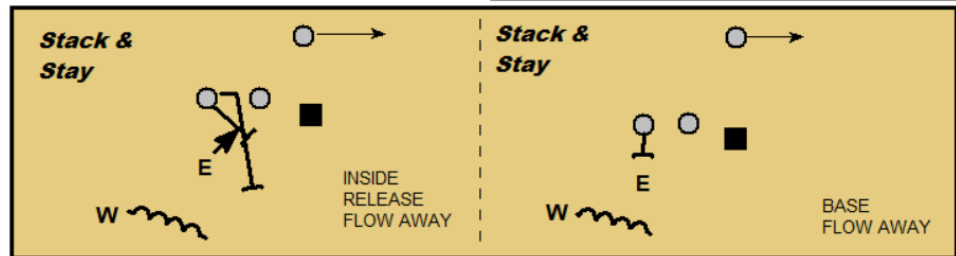 Stack &
Stay
E
W
INSIDE
RELEASE
FLOW AWAY
Stack &
Stay
E
W
BASE
FLOW AWAY